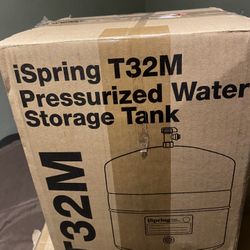 iSpring T32M
Pressurized Water
Storage Tank
T32M
iSpring